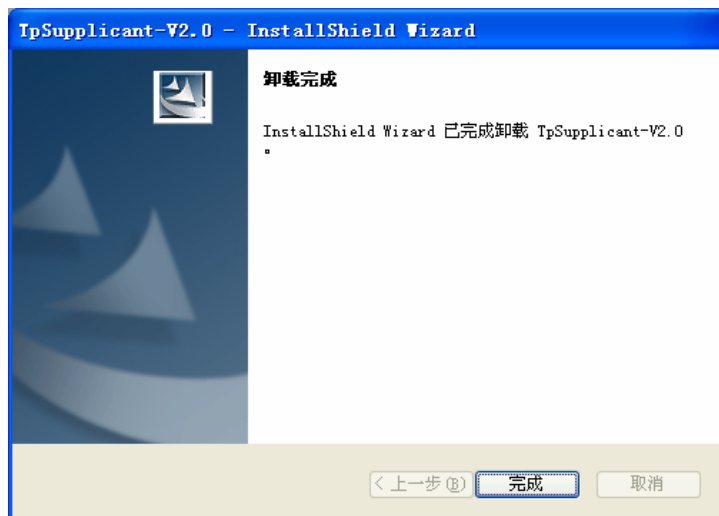 TpSupplicant-V2.0 - InstallShield Wizard
卸载完成
InstallShield Wizard 已完成卸载 TpSupplicant-V2.0
。
< 上一步(B)
完成
取消